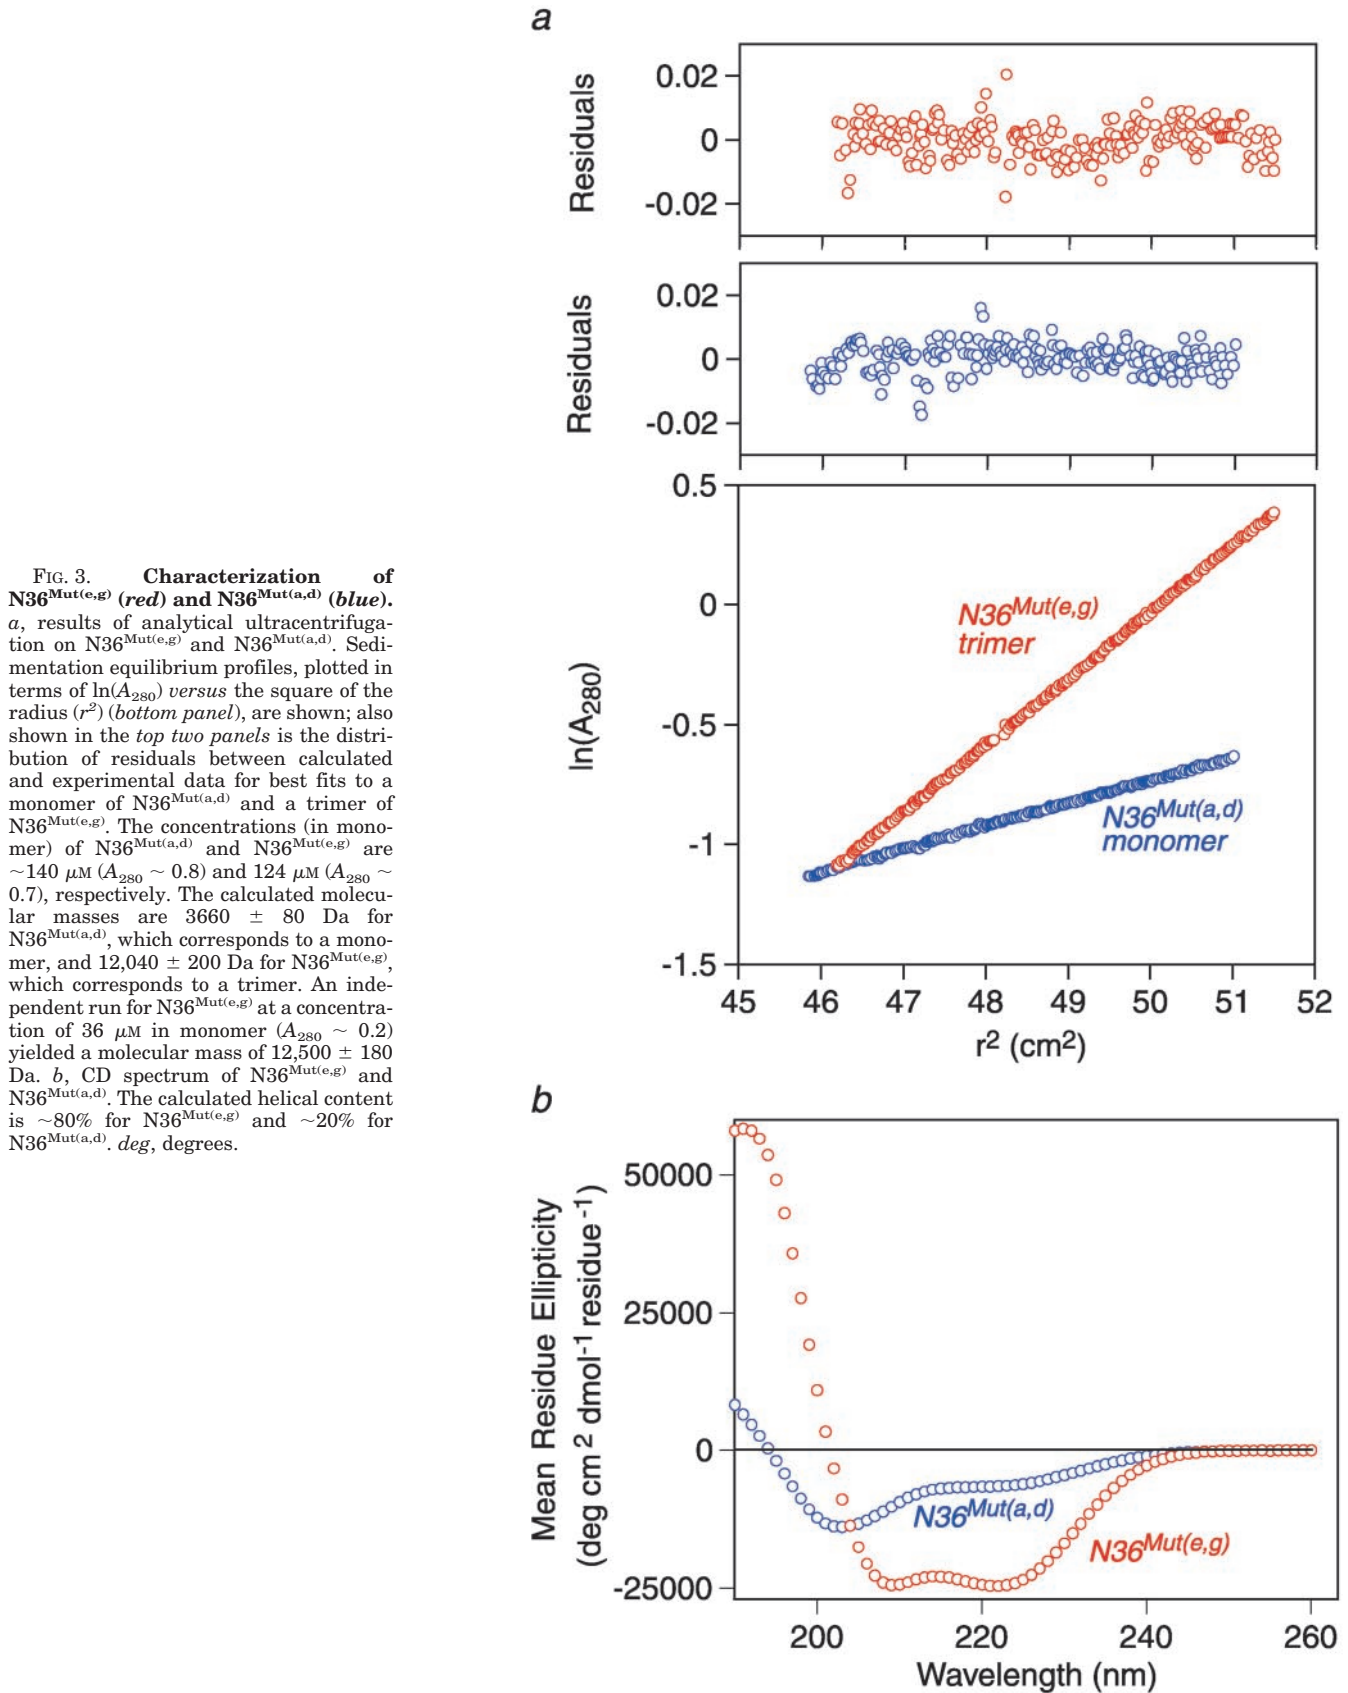 a
0.02
0
-0.02
Residuals
0.02
0
-0.02
Residuals
0.5
0
-0.5
-1
-1.5
ln(A280)
N36Mut(e,g)
trimer
N36Mut(a,d)
monomer
45 46 47 48 49 50 51 52
r2 (cm2)
FIG. 3. Characterization of
N36Mut(e,g) (red) and N36Mut(a,d) (blue).
a, results of analytical ultracentrifuga-
tion on N36Mut(e,g) and N36Mut(a,d). Sedi-
mentation equilibrium profiles, plotted in
terms of ln(A280) versus the square of the
radius (r2) (bottom panel), are shown; also
shown in the top two panels is the distri-
bution of residuals between calculated
and experimental data for best fits to a
monomer of N36Mut(a,d) and a trimer of
N36Mut(e,g). The concentrations (in mono-
mer) of N36Mut(a,d) and N36Mut(e,g) are
~140 μM (A280 ~ 0.8) and 124 μM (A280 ~
0.7), respectively. The calculated molecu-
lar masses are 3660 ± 80 Da for
N36Mut(a,d), which corresponds to a mono-
mer, and 12,040 ± 200 Da for N36Mut(e,g),
which corresponds to a trimer. An inde-
pendent run for N36Mut(e,g) at a concentra-
tion of 36 μM in monomer (A280 ~ 0.2)
yielded a molecular mass of 12,500 ± 180
Da. b, CD spectrum of N36Mut(e,g) and
N36Mut(a,d). The calculated helical content
is ~80% for N36Mut(e,g) and ~20% for
N36Mut(a,d). deg, degrees.
b
50000
25000
0
-25000
Mean Residue Ellipticity
(deg cm 2 dmol-1 residue-1)
N36Mut(a,d)
N36Mut(e,g)
200 220 240 260
Wavelength (nm)